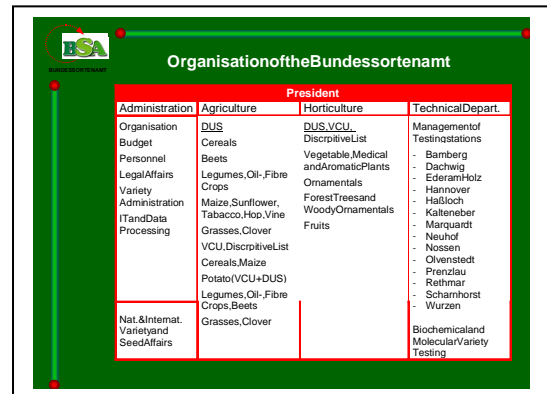 BSA
BUNDESSORTENAMT
OrganisationoftheBundessortenamt
President
Administration
Organisation
Budget
Personnel
LegalAffairs
Variety
Administration
ITandData
Processing
Nat.&Internat.
Varietyand
SeedAffairs
Agriculture
DUS
Cereals
Beets
Legumes,Oil-,Fibre
Crops
Maize,Sunflower,
Tabacco,Hop,Vine
Grasses,Clover
VCU,DiscrpitiveList
Cereals,Maize
Potato(VCU+DUS)
Legumes,Oil-,Fibre
Crops,Beets
Grasses,Clover
Horticulture
DUS,VCU,
DiscrpitiveList
Vegetable,Medical
andAromaticPlants
Ornamentals
ForestTreesand
WoodyOrnamentals
Fruits
TechnicalDepart.
Managementof
Testingstations
- Bamberg
- Dachwig
- EderamHolz
- Hannover
- Haßloch
- Kalteneber
- Marquardt
- Neuhof
- Nossen
- Olvenstedt
- Prenzlau
- Rethmar
- Scharnhorst
- Wurzen
Biochemicaland
MolecularVariety
Testing